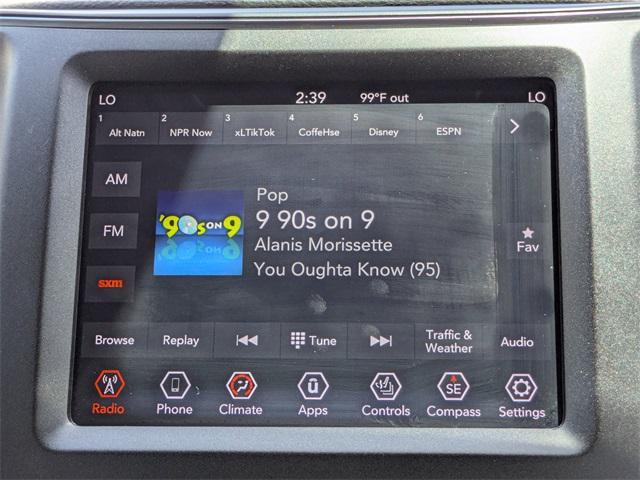 LO 2:39 99°F out LO
1 Alt Natn 2 NPR Now 3 xLTikTok 4 CoffeHse 5 Disney 6 ESPN
AM
FM
sxm
'90s on 9
Pop
9 90s on 9
Alanis Morissette
You Oughta Know (95)
Fav
Browse Replay Tune Traffic & Weather Audio
Radio Phone Climate Apps Controls SE Compass Settings